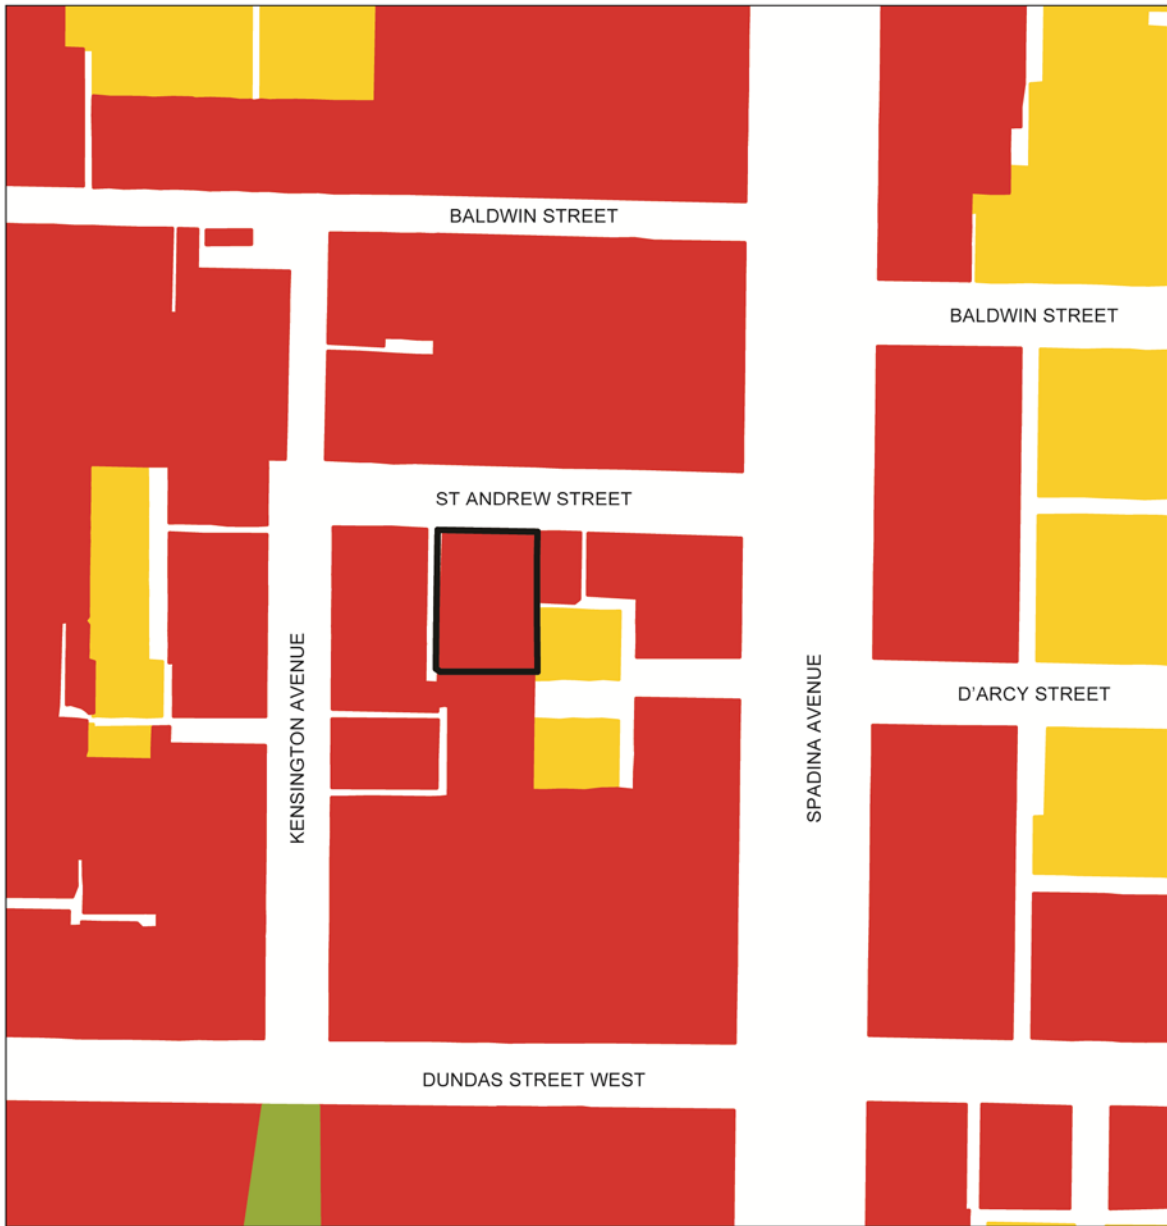 BALDWIN STREET
BALDWIN STREET
ST ANDREW STREET
KENSINGTON AVENUE
SPADINA AVENUE
D'ARCY STREET
DUNDAS STREET WEST